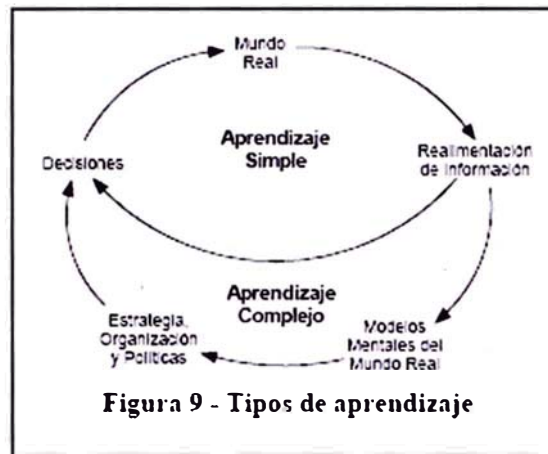 Mundo
Real
Aprendizaje
Simple
Decisiones
Realimentación
de Información
Aprendizaje
Complejo
Estrategia,
Organización
y Políticas
Modelos
Mentales del
Mundo Real
Figura 9 - Tipos de aprendizaje